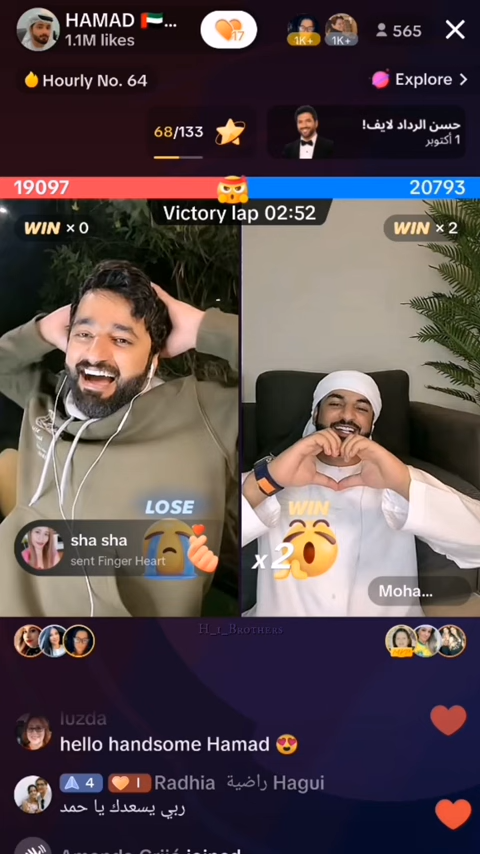 HAMAD 🇦🇪...
1.1M likes
17
1K+
1K+
565
Hourly No. 64
Explore >
68/133
حسن الرداد لايف!
1 أكتوبر
19097
20793
Victory lap 02:52
WIN x 0
WIN x 2
LOSE
WIN
x2
sha sha
sent Finger Heart
Moha...
H_1_Brothers
luzda
hello handsome Hamad 😍
4
I
Radhia راضية Hagui
ربي يسعدك يا حمد
joined